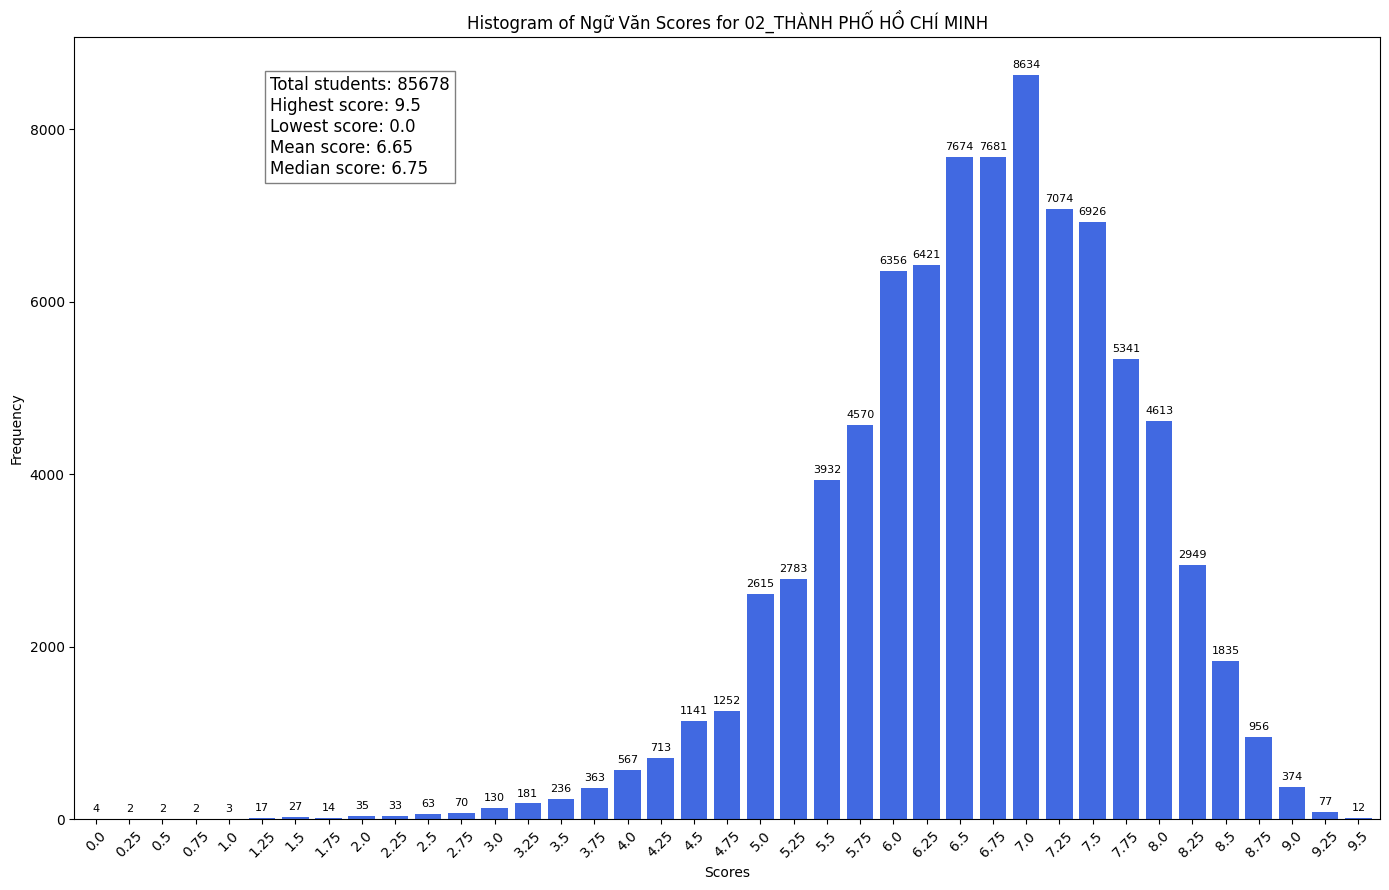 Histogram of Ngữ Văn Scores for 02_THÀNH PHỐ HỒ CHÍ MINH
Total students: 85678
Highest score: 9.5
Lowest score: 0.0
Mean score: 6.65
Median score: 6.75
Frequency
8000
6000
4000
2000
0
4 2 2 2 3 17 27 14 35 33 63 70 130 181 236 363 567 713 1141 1252 2615 2783 3932 4570 6356 6421 7674 7681 8634 7074 6926 5341 4613 2949 1835 956 374 77 12
0.0 0.25 0.5 0.75 1.0 1.25 1.5 1.75 2.0 2.25 2.5 2.75 3.0 3.25 3.5 3.75 4.0 4.25 4.5 4.75 5.0 5.25 5.5 5.75 6.0 6.25 6.5 6.75 7.0 7.25 7.5 7.75 8.0 8.25 8.5 8.75 9.0 9.25 9.5
Scores